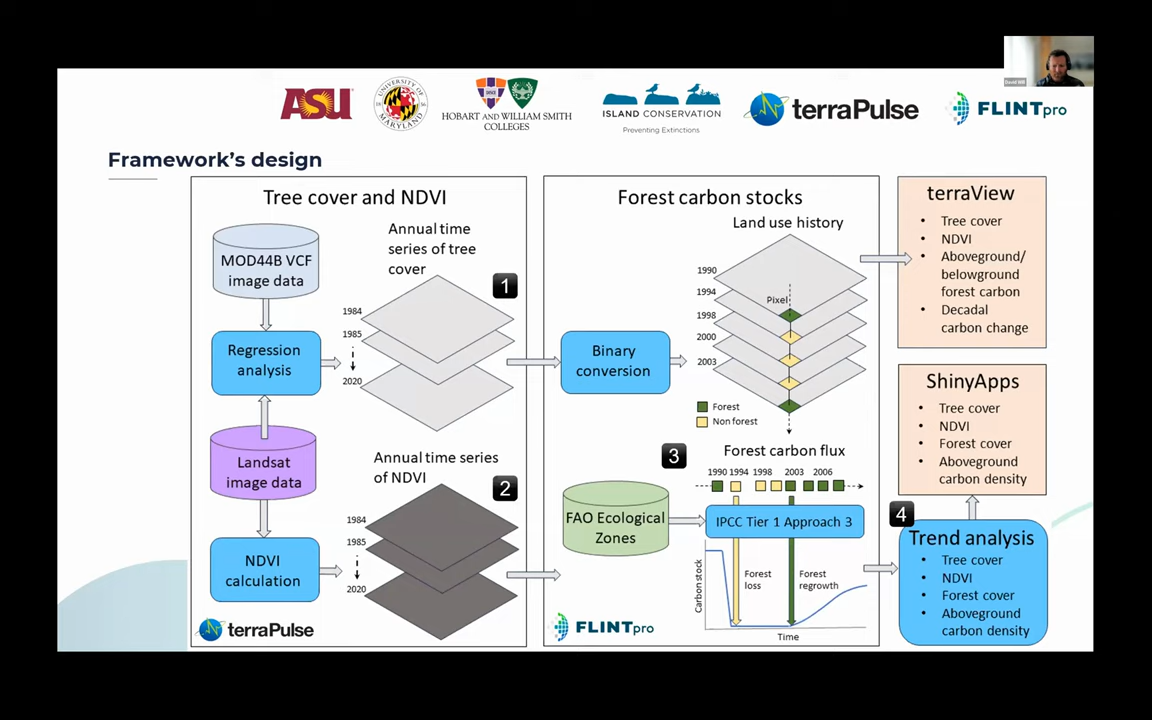 ASU
UNIVERSITY OF
MARYLAND
HOBART AND WILLIAM SMITH
COLLEGES
ISLAND CONSERVATION
Preventing Extinctions
terraPulse
FLINTpro
Framework's design
Tree cover and NDVI
MOD44B VCF
image data
Annual time
series of tree
cover
1
1984
1985
2020
Regression
analysis
Landsat
image data
Annual time series
of NDVI
2
1984
1985
2020
NDVI
calculation
terraPulse
Forest carbon stocks
Land use history
1990
1994
1998
2000
2003
Pixel
Binary
conversion
Forest
Non forest
3
Forest carbon flux
1990 1994 1998 2003 2006
FAO Ecological
Zones
IPCC Tier 1 Approach 3
Carbon stock
Forest
loss
Forest
regrowth
Time
FLINTpro
terraView
• Tree cover
• NDVI
• Aboveground/
belowground
forest carbon
• Decadal
carbon change
ShinyApps
• Tree cover
• NDVI
• Forest cover
• Aboveground
carbon density
4
Trend analysis
• Tree cover
• NDVI
• Forest cover
• Aboveground
carbon density